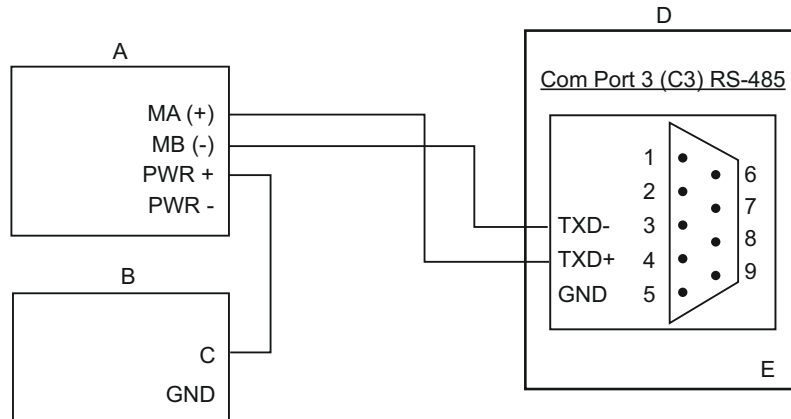 A
MA (+)
MB (-)
PWR +
PWR -
B
C
GND
D
Com Port 3 (C3) RS-485
TXD-
TXD+
GND
1
2
3
4
5
6
7
8
9
E